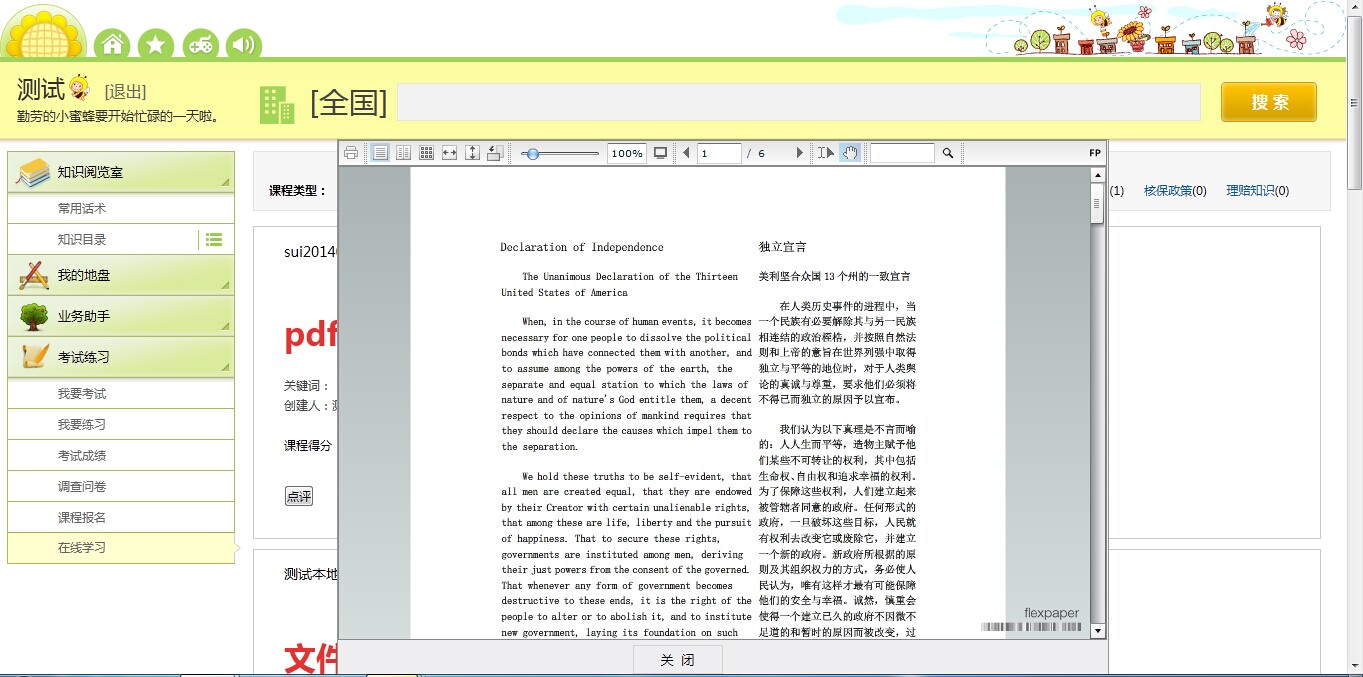 测试 [退出]
勤劳的小蜜蜂要开始忙碌的一天啦。
[全国]
搜 索
知识阅览室
常用话术
知识目录
我的地盘
业务助手
考试练习
我要考试
我要练习
考试成绩
调查问卷
课程报名
在线学习
课程类型：
(1) 核保政策(0) 理赔知识(0)
sui2014
pdf
关键词：
创建人：
课程得分
点评
测试本地
文件
100%
1 / 6
FP
Declaration of Independence
The Unanimous Declaration of the Thirteen
United States of America
When, in the course of human events, it becomes
necessary for one people to dissolve the political
bonds which have connected them with another, and
to assume among the powers of the earth, the
separate and equal station to which the laws of
nature and of nature's God entitle them, a decent
respect to the opinions of mankind requires that
they should declare the causes which impel them to
the separation.
We hold these truths to be self-evident, that
all men are created equal, that they are endowed
by their Creator with certain unalienable rights,
that among these are life, liberty and the pursuit
of happiness. That to secure these rights,
governments are instituted among men, deriving
their just powers from the consent of the governed.
That whenever any form of government becomes
destructive to these ends, it is the right of the
people to alter or to abolish it, and to institute
new government, laying its foundation on such
独立宣言
美利坚合众国 13 个州的一致宣言
在人类历史事件的进程中，当
一个民族有必要解除其与另一民族
相连结的政治桎梏，并按照自然法
则和上帝的意旨在世界列强中取得
独立与平等的地位时，对于人类舆
论的真诚与尊重，要求他们必须将
不得已而独立的原因予以宣布。
我们认为以下真理是不言而喻
的：人人生而平等，造物主赋予他
们某些不可转让的权利，其中包括
生命权、自由权和追求幸福的权利。
为了保障这些权利，人们建立起来
被管辖者同意的政府。任何形式的
政府，一旦破坏这些目标，人民就
有权利去改变它或废除它，并建立
一个新的政府。新政府所根据的原
则及其组织权力的方式，务必使人
民认为，唯有这样才最有可能保障
他们的安全与幸福。诚然，慎重会
使得一个建立已久的政府不因微不
足道的和暂时的原因而被改变，过
flexpaper
关 闭